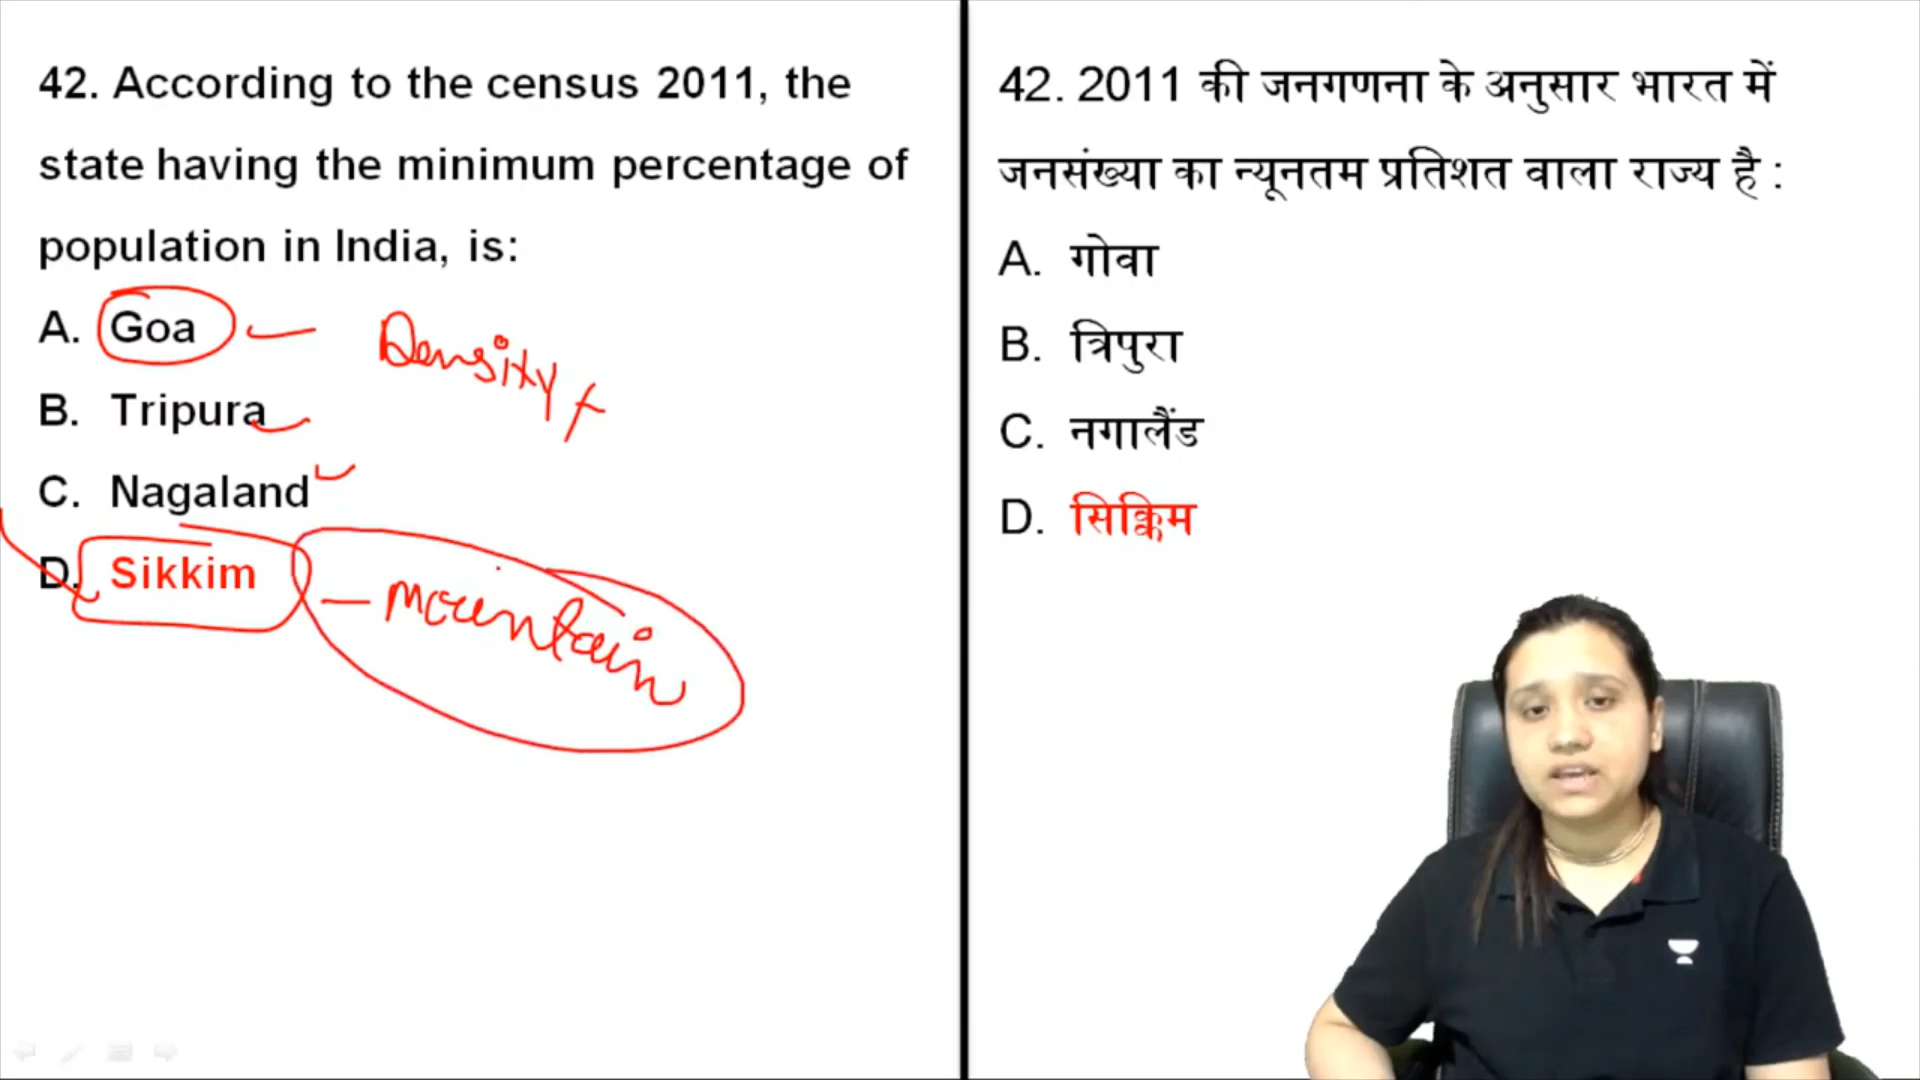 42. According to the census 2011, the
state having the minimum percentage of
population in India, is:
A. Goa
Density
B. Tripura
C. Nagaland
D. Sikkim
– mountain
42. 2011 की जनगणना के अनुसार भारत में
जनसंख्या का न्यूनतम प्रतिशत वाला राज्य है :
A. गोवा
B. त्रिपुरा
C. नगालैंड
D. सिक्किम